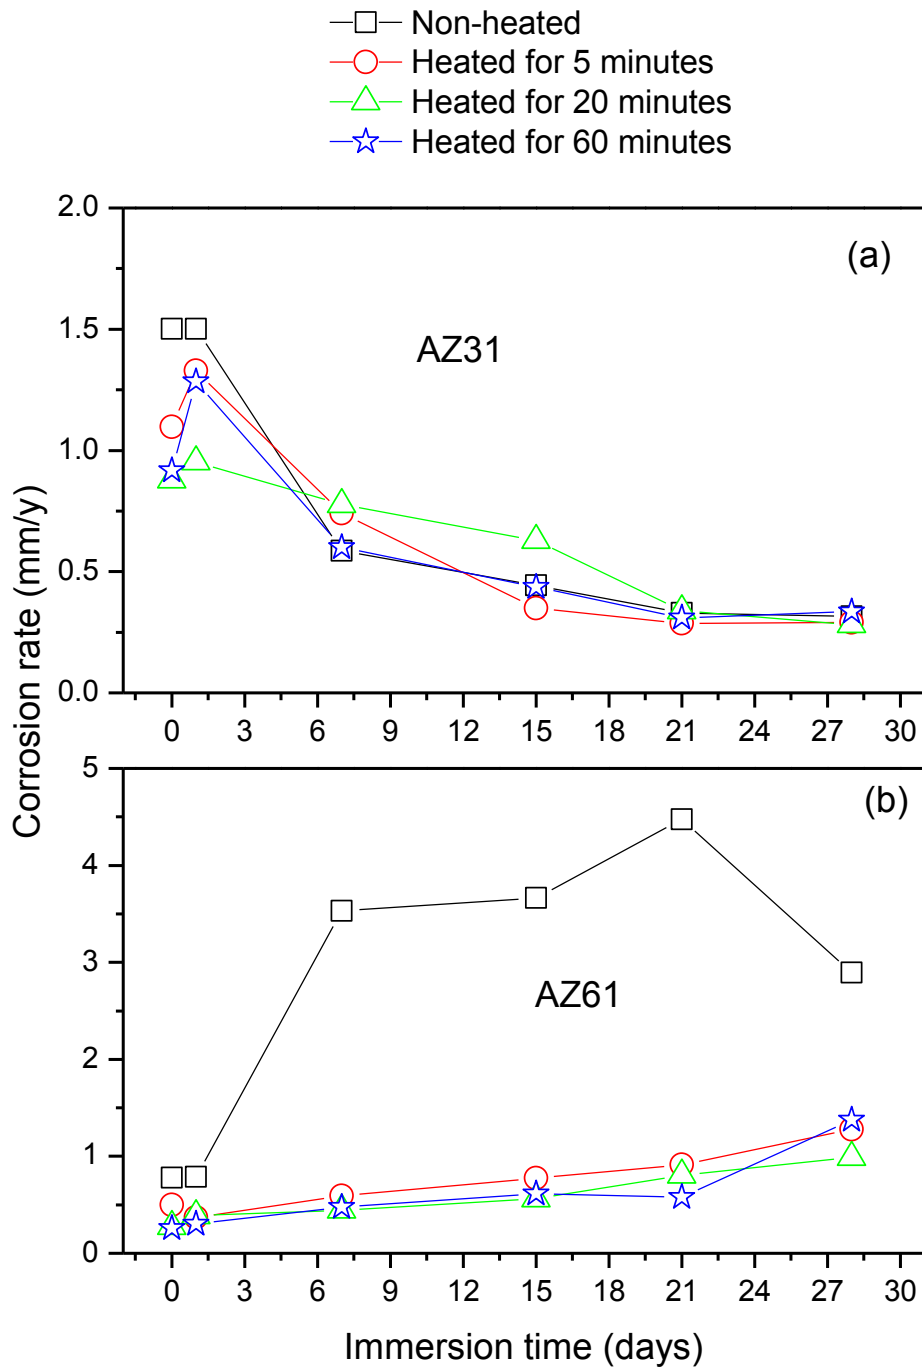 Non-heated
Heated for 5 minutes
Heated for 20 minutes
Heated for 60 minutes
2.0
1.5
1.0
0.5
0.0
(a)
AZ31
0 3 6 9 12 15 18 21 24 27 30
Corrosion rate (mm/y)
5
4
3
2
1
0
(b)
AZ61
0 3 6 9 12 15 18 21 24 27 30
Immersion time (days)